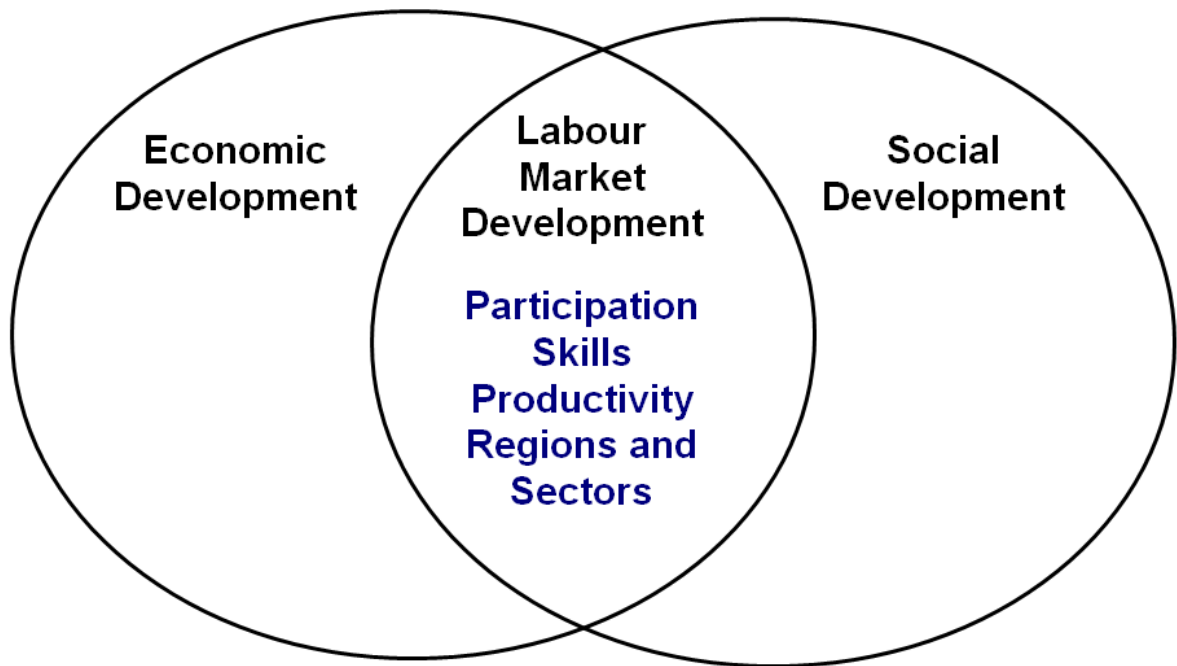 Economic
Development
Labour
Market
Development
Participation
Skills
Productivity
Regions and
Sectors
Social
Development